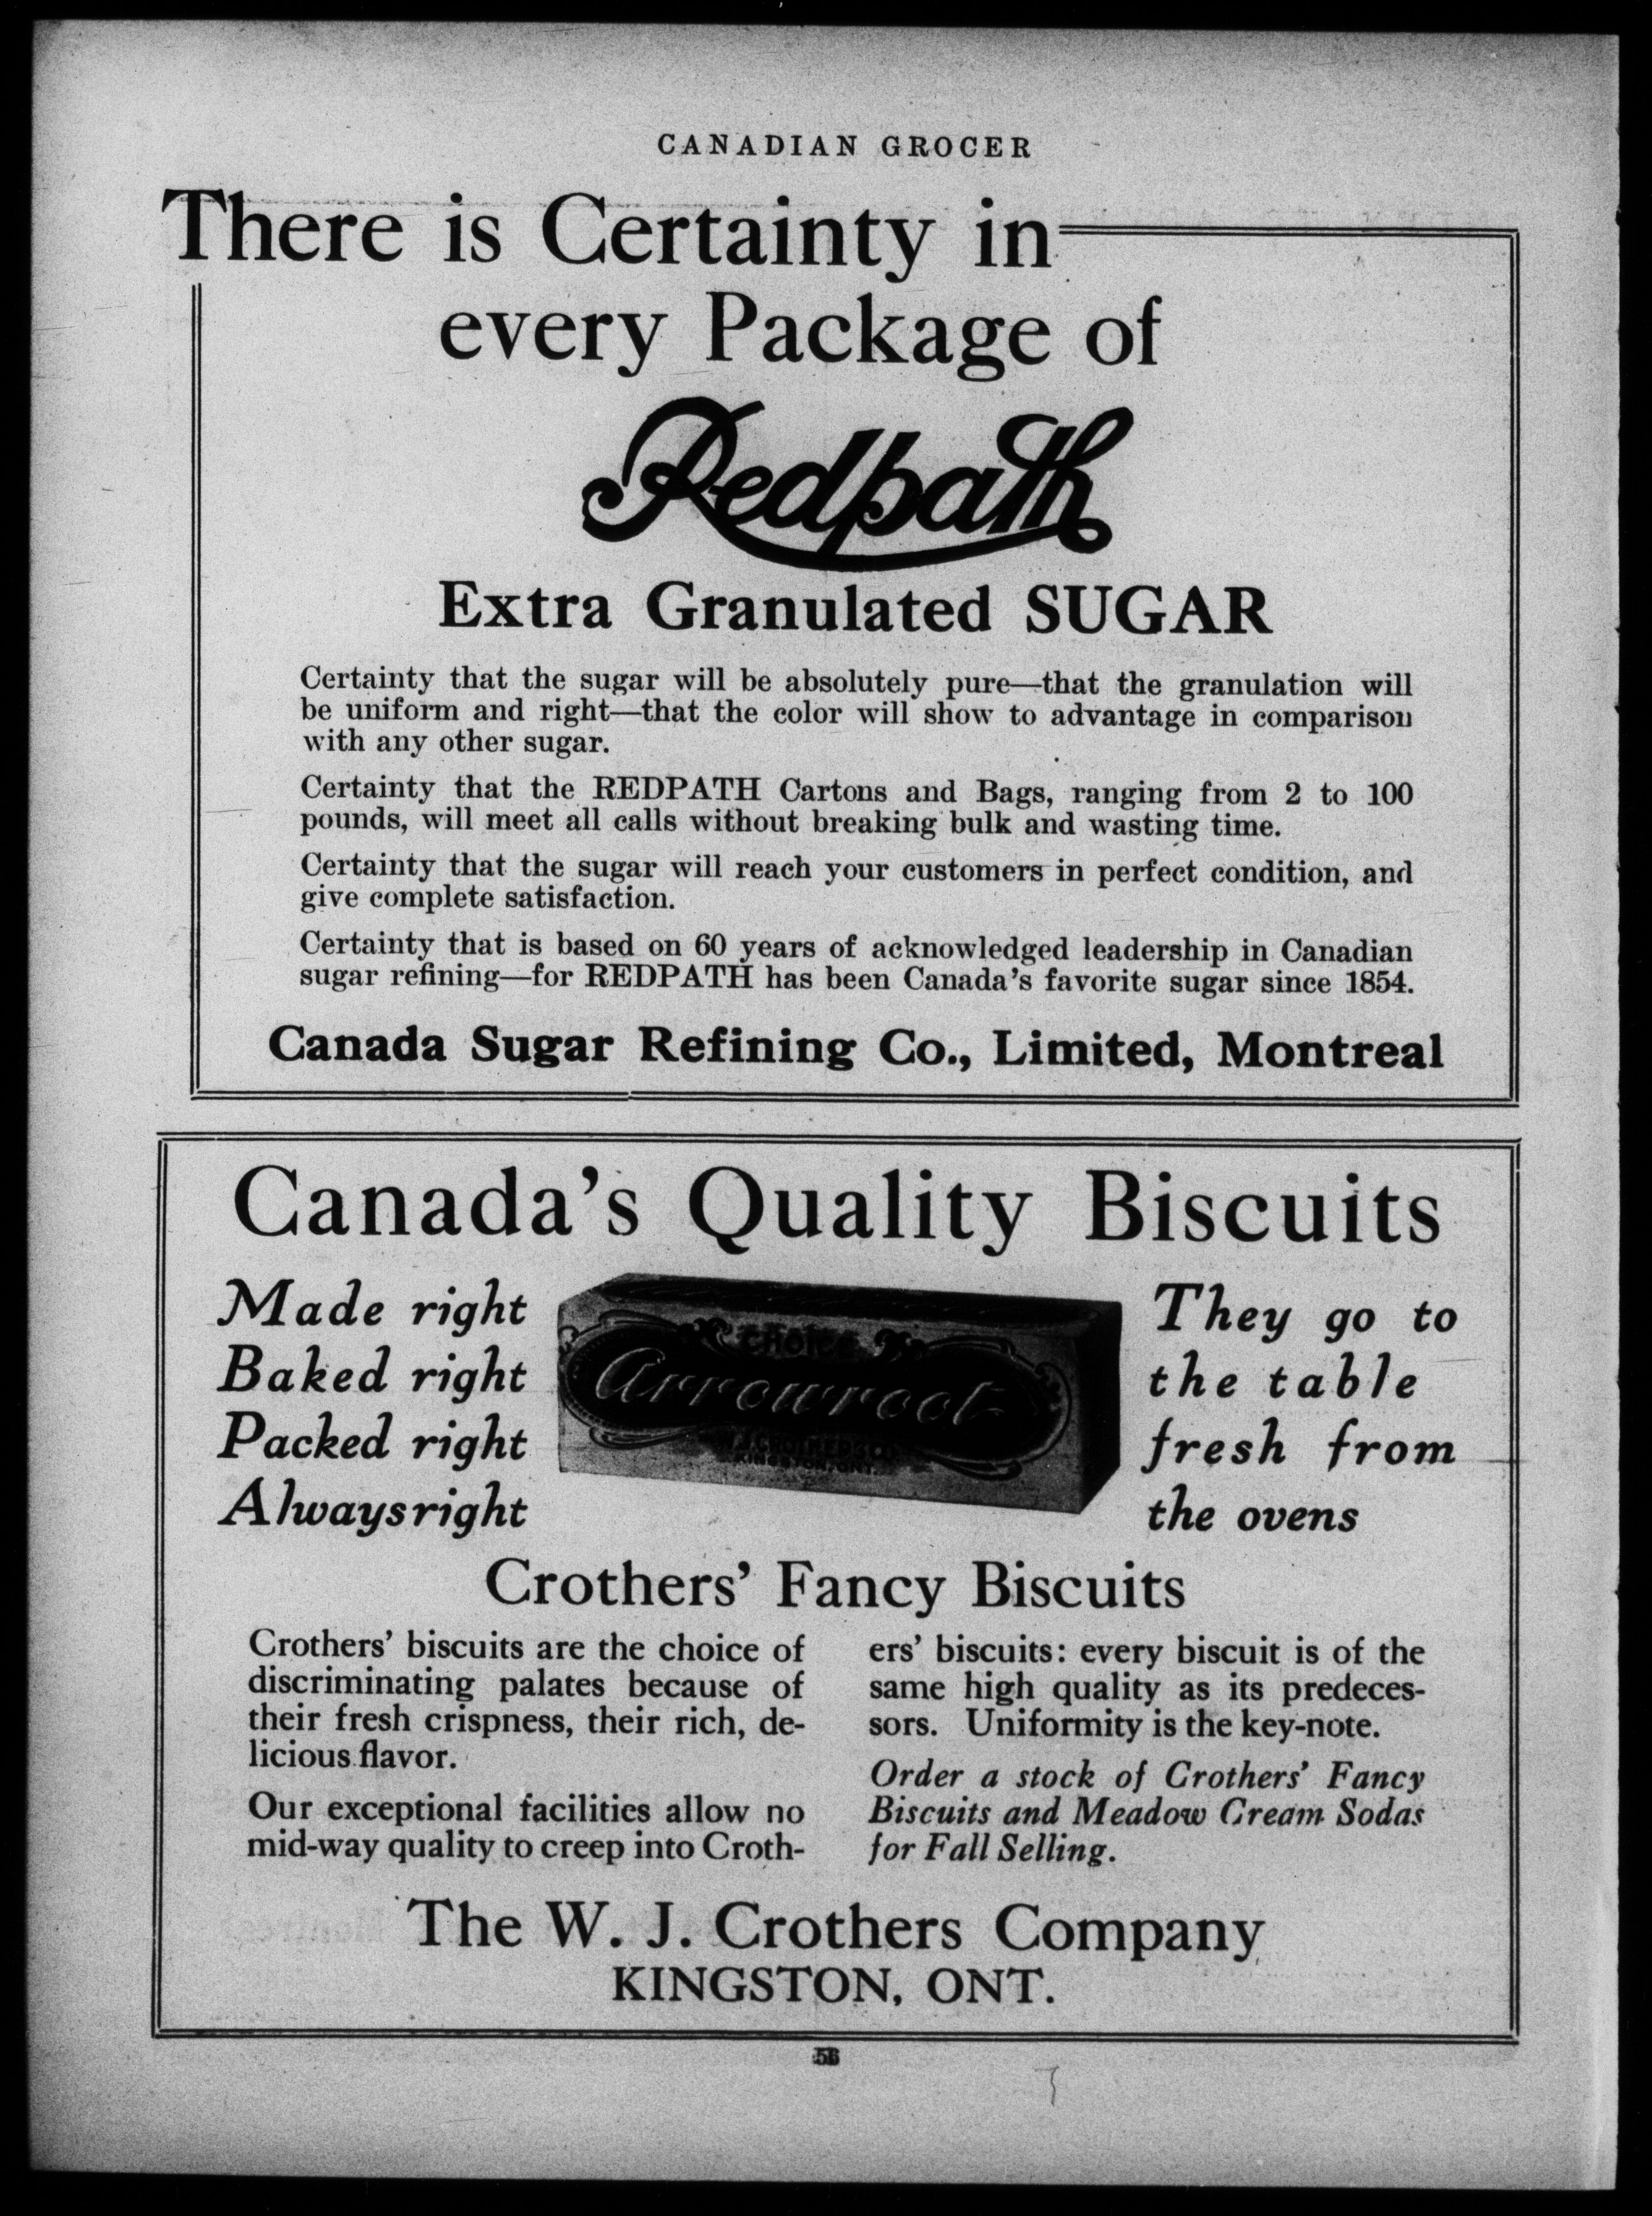 CANADIAN GROCER
There is Certainty in
every Package of
Redpath
Extra Granulated SUGAR
Certainty that the sugar will be absolutely pure—that the granulation will
be uniform and right—that the color will show to advantage in comparison
with any other sugar.
Certainty that the REDPATH Cartons and Bags, ranging from 2 to 100
pounds, will meet all calls without breaking bulk and wasting time.
Certainty that the sugar will reach your customers in perfect condition, and
give complete satisfaction.
Certainty that is based on 60 years of acknowledged leadership in Canadian
sugar refining—for REDPATH has been Canada's favorite sugar since 1854.
Canada Sugar Refining Co., Limited, Montreal
Canada's Quality Biscuits
Made right
Baked right
Packed right
Always right
CHOICE
Arrowroot
W.J. CROTHERS CO.
KINGSTON, ONT.
They go to
the table
fresh from
the ovens
Crothers' Fancy Biscuits
Crothers' biscuits are the choice of
discriminating palates because of
their fresh crispness, their rich, de-
licious flavor.
Our exceptional facilities allow no
mid-way quality to creep into Croth-
ers' biscuits: every biscuit is of the
same high quality as its predeces-
sors. Uniformity is the key-note.
Order a stock of Crothers' Fancy
Biscuits and Meadow Cream Sodas
for Fall Selling.
The W. J. Crothers Company
KINGSTON, ONT.